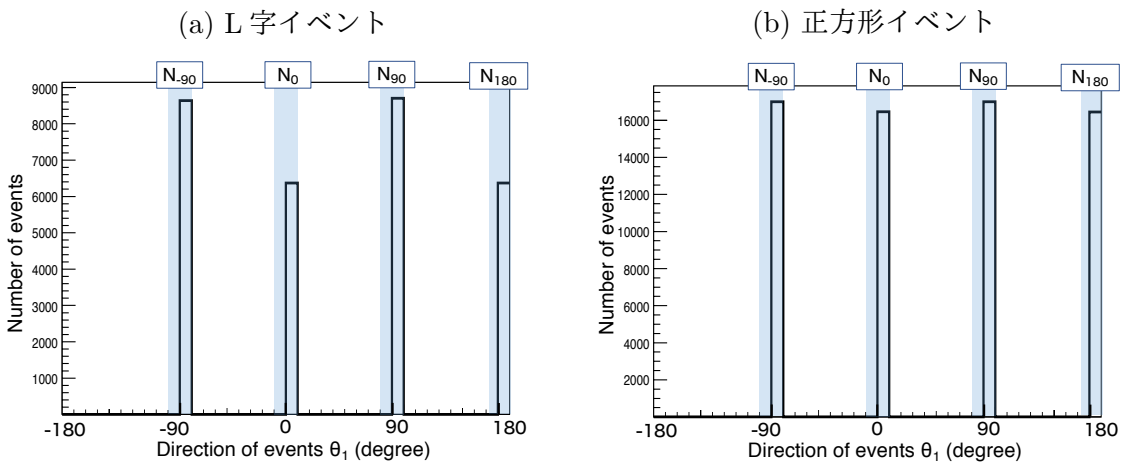 (a) L 字イベント
N-90 N0 N90 N180
9000
8000
7000
6000
5000
4000
3000
2000
1000
Number of events
-180 -90 0 90 180
Direction of events θ1 (degree)
(b) 正方形イベント
N-90 N0 N90 N180
16000
14000
12000
10000
8000
6000
4000
2000
Number of events
-180 -90 0 90 180
Direction of events θ1 (degree)